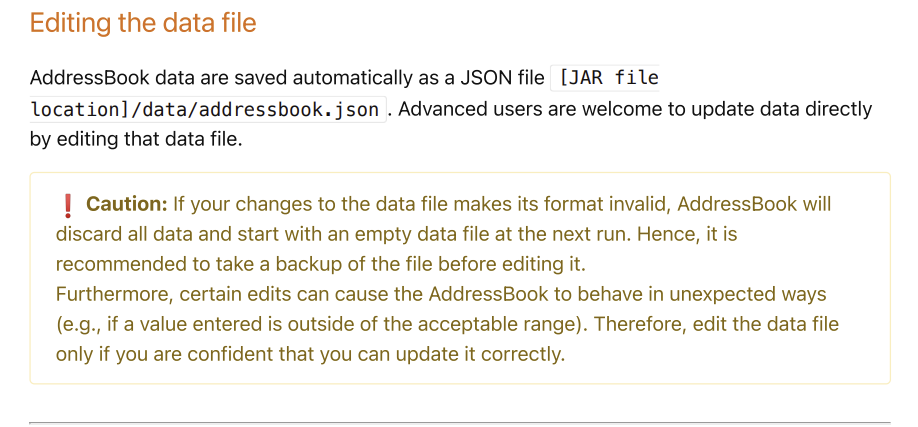 Editing the data file
AddressBook data are saved automatically as a JSON file [JAR file
location]/data/addressbook.json . Advanced users are welcome to update data directly
by editing that data file.
❗ Caution: If your changes to the data file makes its format invalid, AddressBook will
discard all data and start with an empty data file at the next run. Hence, it is
recommended to take a backup of the file before editing it.
Furthermore, certain edits can cause the AddressBook to behave in unexpected ways
(e.g., if a value entered is outside of the acceptable range). Therefore, edit the data file
only if you are confident that you can update it correctly.